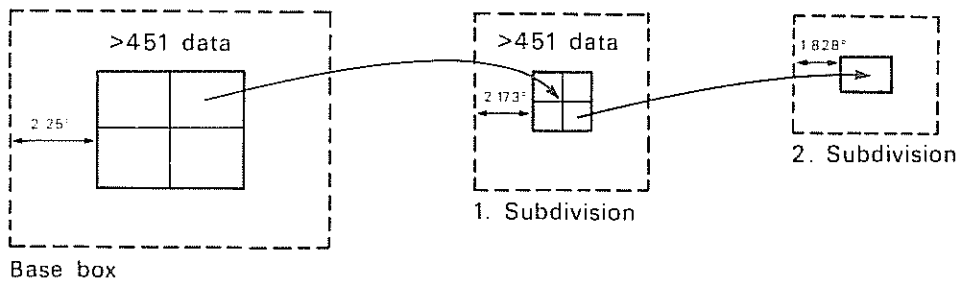 >451 data
2.25°
Base box
>451 data
2.173°
1. Subdivision
1.828°
2. Subdivision